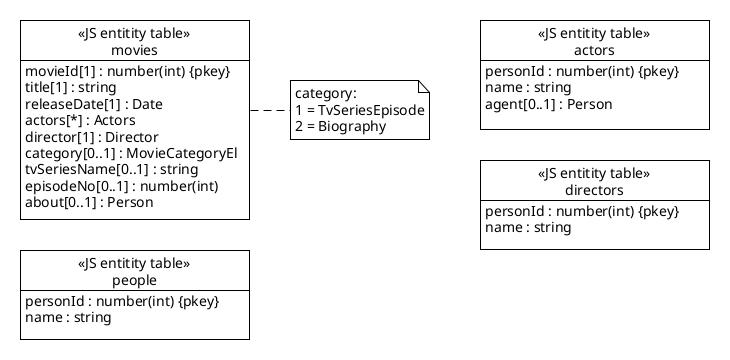 «JS entitity table»
movies
movieId[1] : number(int) {pkey}
title[1] : string
releaseDate[1] : Date
actors[*] : Actors
director[1] : Director
category[0..1] : MovieCategoryEl
tvSeriesName[0..1] : string
episodeNo[0..1] : number(int)
about[0..1] : Person
category:
1 = TvSeriesEpisode
2 = Biography
«JS entitity table»
actors
personId : number(int) {pkey}
name : string
agent[0..1] : Person
«JS entitity table»
directors
personId : number(int) {pkey}
name : string
«JS entitity table»
people
personId : number(int) {pkey}
name : string